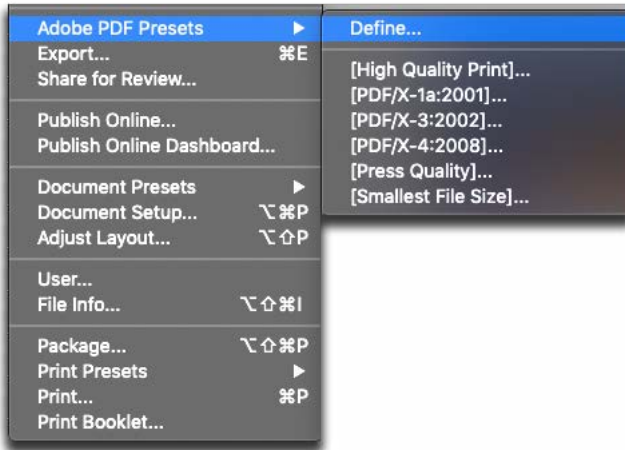 Adobe PDF Presets ▶
Export... ⌘E
Share for Review...
Publish Online...
Publish Online Dashboard...
Document Presets ▶
Document Setup... ⌥⌘P
Adjust Layout... ⌥⇧P
User...
File Info... ⌥⇧⌘I
Package... ⌥⇧⌘P
Print Presets ▶
Print... ⌘P
Print Booklet...
Define...
[High Quality Print]...
[PDF/X-1a:2001]...
[PDF/X-3:2002]...
[PDF/X-4:2008]...
[Press Quality]...
[Smallest File Size]...